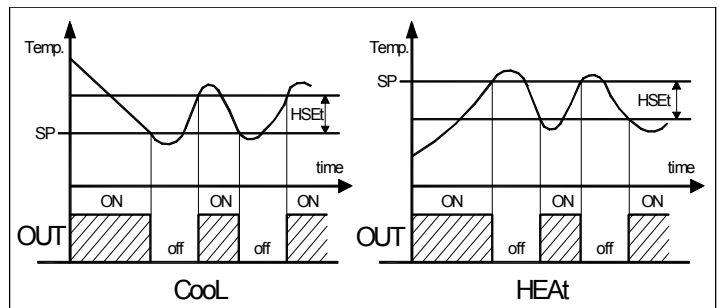 Temp.
HSEt
SP
time
ON ON ON
OUT
off off
CooL
Temp.
SP
HSEt
time
ON ON ON
OUT
off off
HEAt